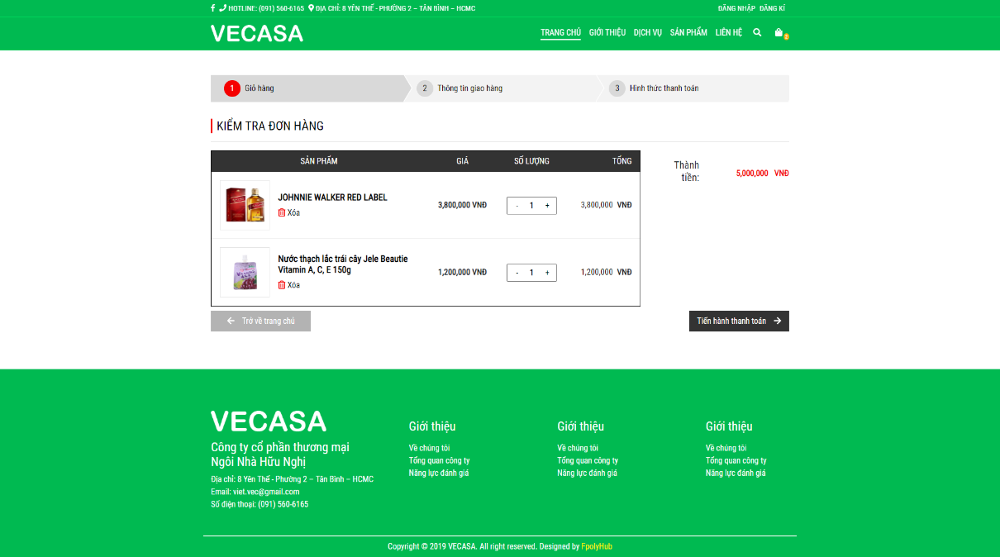 HOTLINE: (091) 560-6165 ĐỊA CHỈ: 8 YÊN THẾ - PHƯỜNG 2 – TÂN BÌNH – HCMC
ĐĂNG NHẬP ĐĂNG KÍ
VECASA
TRANG CHỦ GIỚI THIỆU DỊCH VỤ SẢN PHẨM LIÊN HỆ
1 Giỏ hàng
2 Thông tin giao hàng
3 Hình thức thanh toán
KIỂM TRA ĐƠN HÀNG
SẢN PHẨM GIÁ SỐ LƯỢNG TỔNG
JOHNNIE WALKER RED LABEL
Xóa
3,800,000 VNĐ
- 1 +
3,800,000 VNĐ
Nước thạch lắc trái cây Jele Beautie
Vitamin A, C, E 150g
Xóa
1,200,000 VNĐ
- 1 +
1,200,000 VNĐ
Thành
tiền:
5,000,000 VNĐ
Trở về trang chủ
Tiến hành thanh toán
VECASA
Công ty cổ phần thương mại
Ngôi Nhà Hữu Nghị
Địa chỉ: 8 Yên Thế - Phường 2 – Tân Bình – HCMC
Email: viet.vec@gmail.com
Số điện thoại: (091) 560-6165
Giới thiệu
Về chúng tôi
Tổng quan công ty
Năng lực đánh giá
Giới thiệu
Về chúng tôi
Tổng quan công ty
Năng lực đánh giá
Giới thiệu
Về chúng tôi
Tổng quan công ty
Năng lực đánh giá
Copyright © 2019 VECASA. All right reserved. Designed by FpolyHub